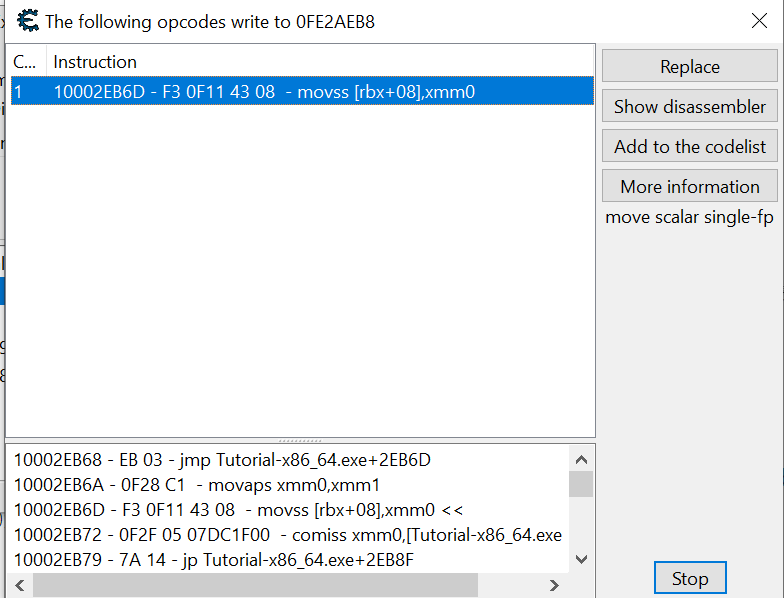 The following opcodes write to 0FE2AEB8
C... Instruction
1 10002EB6D - F3 0F11 43 08 - movss [rbx+08],xmm0
Replace
Show disassembler
Add to the codelist
More information
move scalar single-fp
10002EB68 - EB 03 - jmp Tutorial-x86_64.exe+2EB6D
10002EB6A - 0F28 C1 - movaps xmm0,xmm1
10002EB6D - F3 0F11 43 08 - movss [rbx+08],xmm0 <<
10002EB72 - 0F2F 05 07DC1F00 - comiss xmm0,[Tutorial-x86_64.exe
10002EB79 - 7A 14 - jp Tutorial-x86_64.exe+2EB8F
Stop